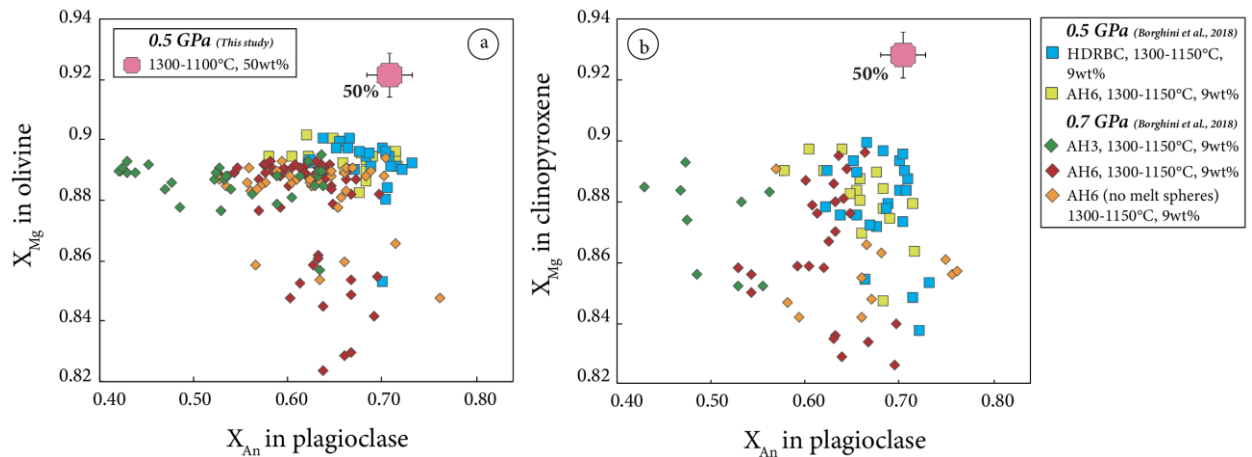 0.94
0.92
0.9
0.88
0.86
0.84
0.82
X_Mg in olivine
0.5 GPa (This study)
1300-1100°C, 50wt%
a
50%
0.40
0.50
0.60
0.70
0.80
X_An in plagioclase
0.94
0.92
0.9
0.88
0.86
0.84
0.82
X_Mg in clinopyroxene
b
50%
0.40
0.50
0.60
0.70
0.80
X_An in plagioclase
0.5 GPa (Borghini et al., 2018)
HDRBC, 1300-1150°C,
9wt%
AH6, 1300-1150°C,
9wt%
0.7 GPa (Borghini et al., 2018)
AH3, 1300-1150°C, 9wt%
AH6, 1300-1150°C, 9wt%
AH6 (no melt spheres)
1300-1150°C, 9wt%